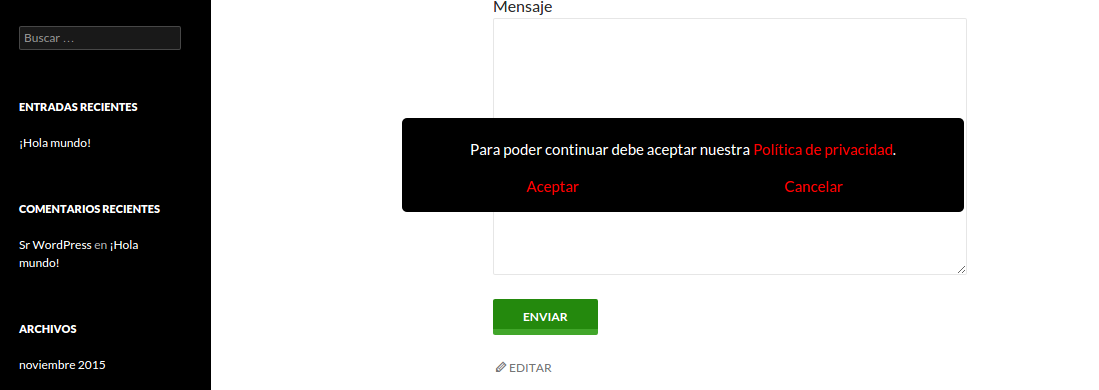 Buscar …
ENTRADAS RECIENTES
¡Hola mundo!
COMENTARIOS RECIENTES
Sr WordPress en ¡Hola
mundo!
ARCHIVOS
noviembre 2015
Mensaje
Para poder continuar debe aceptar nuestra Política de privacidad.
Aceptar Cancelar
ENVIAR
EDITAR